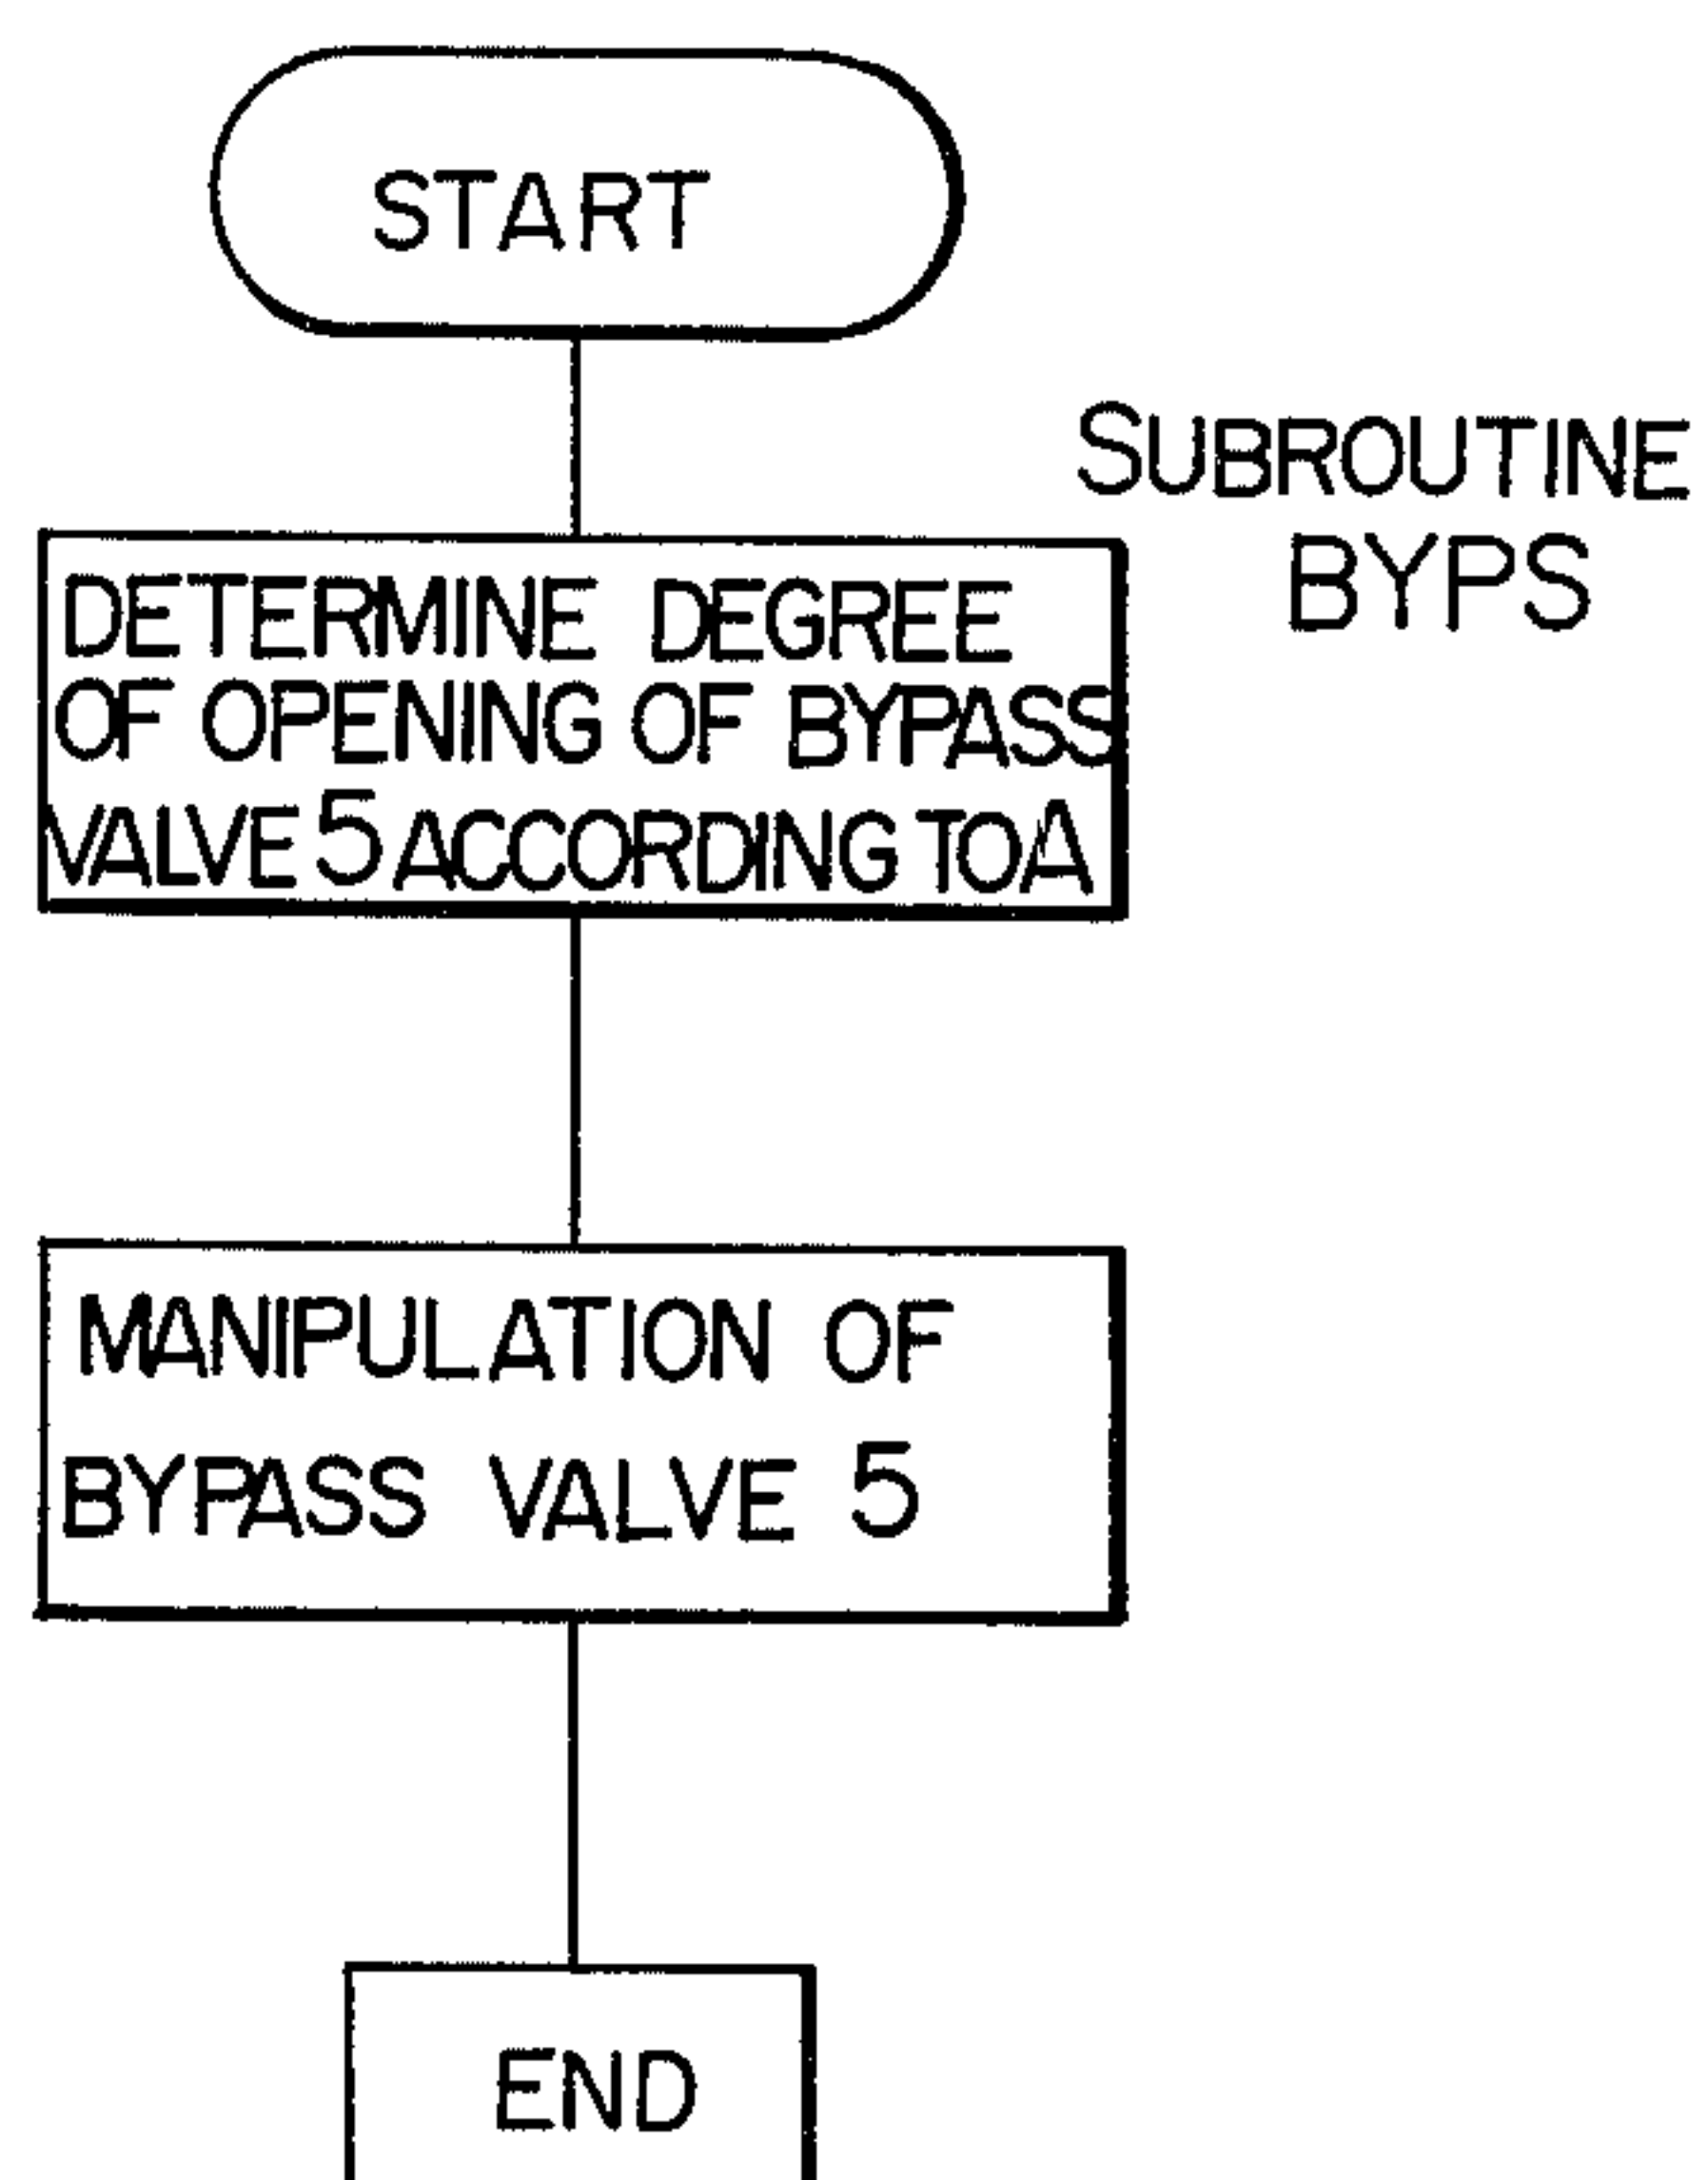 START
SUBROUTINE
BYPS
DETERMINE DEGREE
OF OPENING OF BYPASS
VALVE 5 ACCORDING TO A
MANIPULATION OF
BYPASS VALVE 5
END